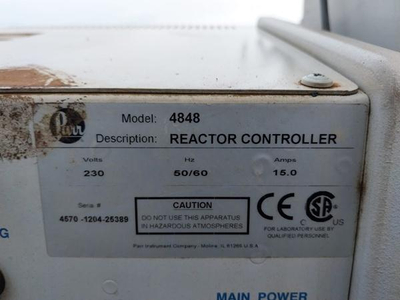 Parr
Model: 4848
Description: REACTOR CONTROLLER
Volts Hz Amps
230 50/60 15.0
Serial #
4570 -1204-25389
CAUTION
DO NOT USE THIS APPARATUS
IN HAZARDOUS ATMOSPHERES
CE
US
FOR LABORATORY USE BY
QUALIFIED PERSONNEL
Parr Instrument Company - Moline, IL 61265 U S A
NG
MAIN POWER